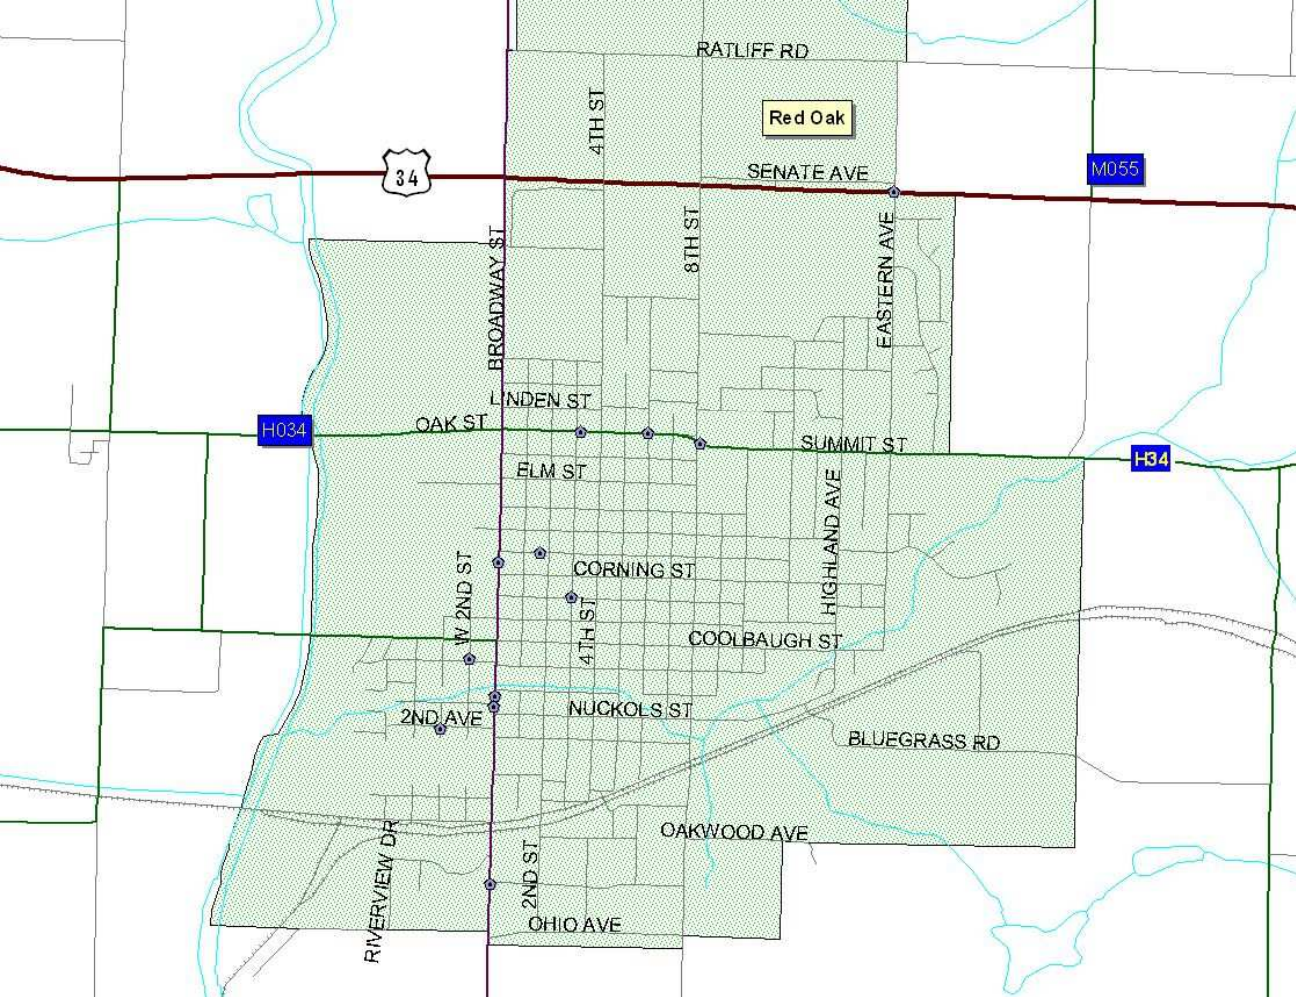 RATLIFF RD
4TH ST
Red Oak
SENATE AVE
M055
34
8TH ST
EASTERN AVE
BROADWAY ST
LINDEN ST
OAK ST
H034
SUMMIT ST
H34
ELM ST
HIGHLAND AVE
W 2ND ST
CORNING ST
4TH ST
COOLBAUGH ST
NUCKOLS ST
2ND AVE
BLUEGRASS RD
OAKWOOD AVE
RIVERVIEW DR
2ND ST
OHIO AVE